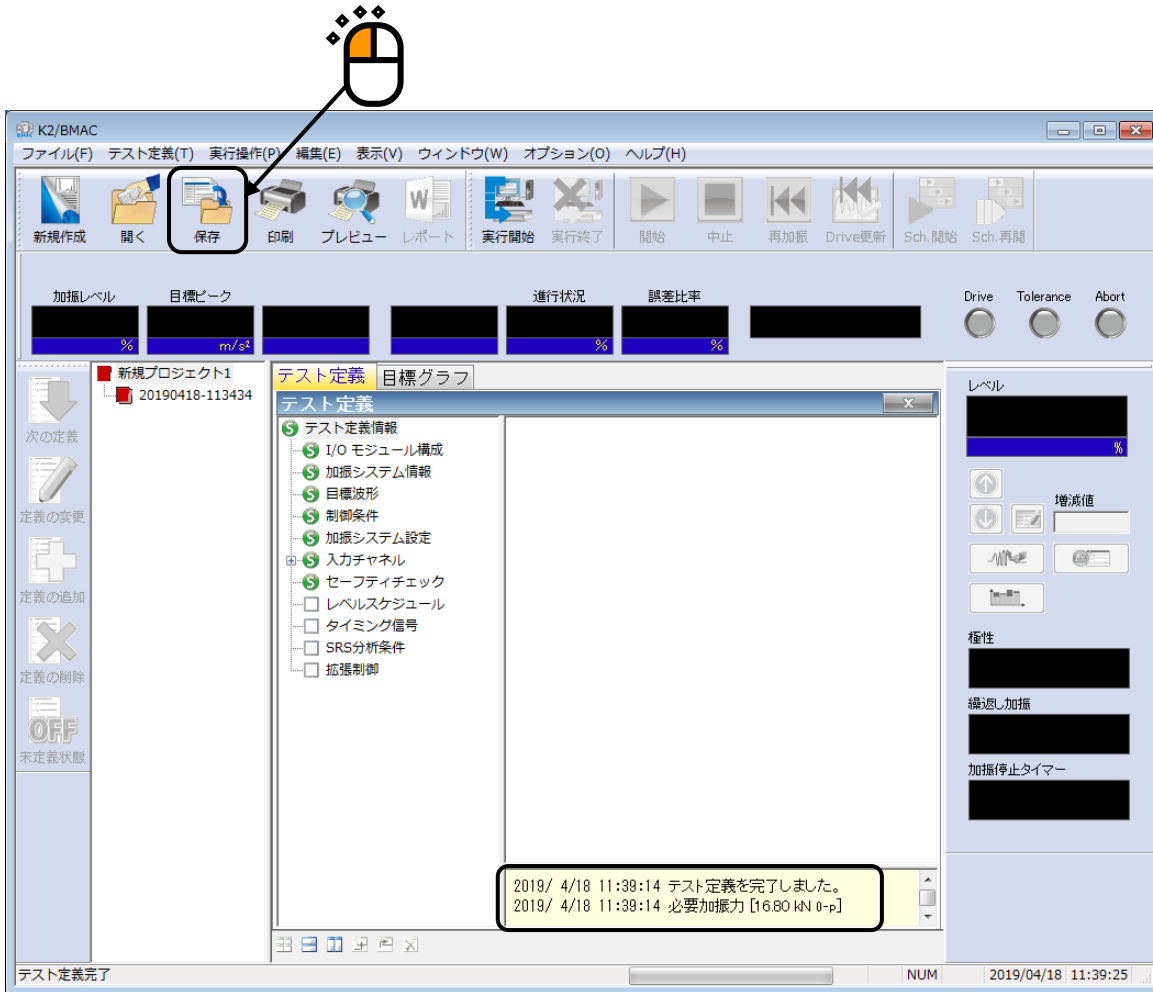 K2/BMAC
ファイル(F) テスト定義(T) 実行操作(P) 編集(E) 表示(V) ウィンドウ(W) オプション(O) ヘルプ(H)
新規作成 開く 保存 印刷 プレビュー レポート 実行開始 実行終了 開始 中止 再加振 Drive更新 Sch.開始 Sch.再開
加振レベル 目標ピーク 進行状況 誤差比率 Drive Tolerance Abort
% m/s² % %
次の定義
定義の変更
定義の追加
定義の削除
OFF
未定義状態
新規プロジェクト1
20190418-113434
テスト定義 目標グラフ
テスト定義
テスト定義情報
I/O モジュール構成
加振システム情報
目標波形
制御条件
加振システム設定
入力チャネル
セーフティチェック
レベルスケジュール
タイミング信号
SRS分析条件
拡張制御
2019/ 4/18 11:39:14 テスト定義を完了しました。
2019/ 4/18 11:39:14 必要加振力 [16.80 kN 0-p]
レベル
%
増減値
極性
繰返し加振
加振停止タイマー
テスト定義完了 NUM 2019/04/18 11:39:25